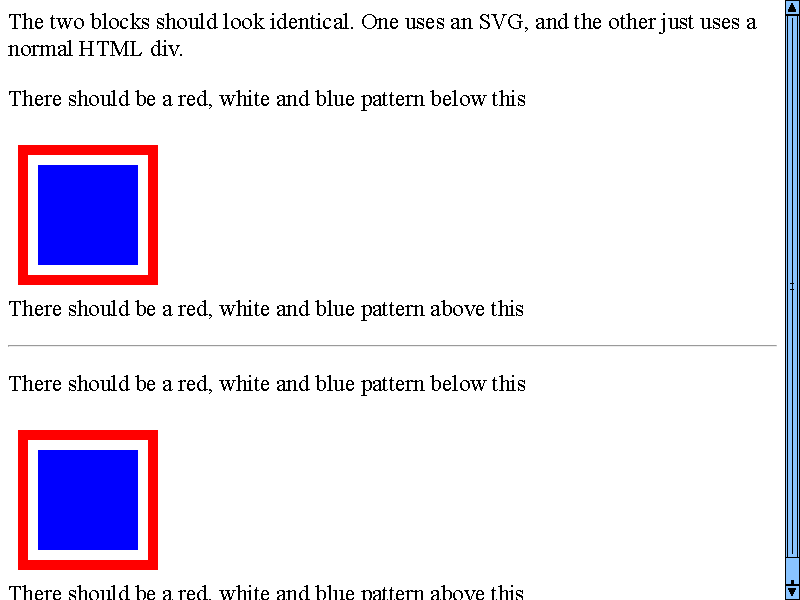 The two blocks should look identical. One uses an SVG, and the other just uses a
normal HTML div.
There should be a red, white and blue pattern below this
There should be a red, white and blue pattern above this
There should be a red, white and blue pattern below this
There should be a red, white and blue pattern above this